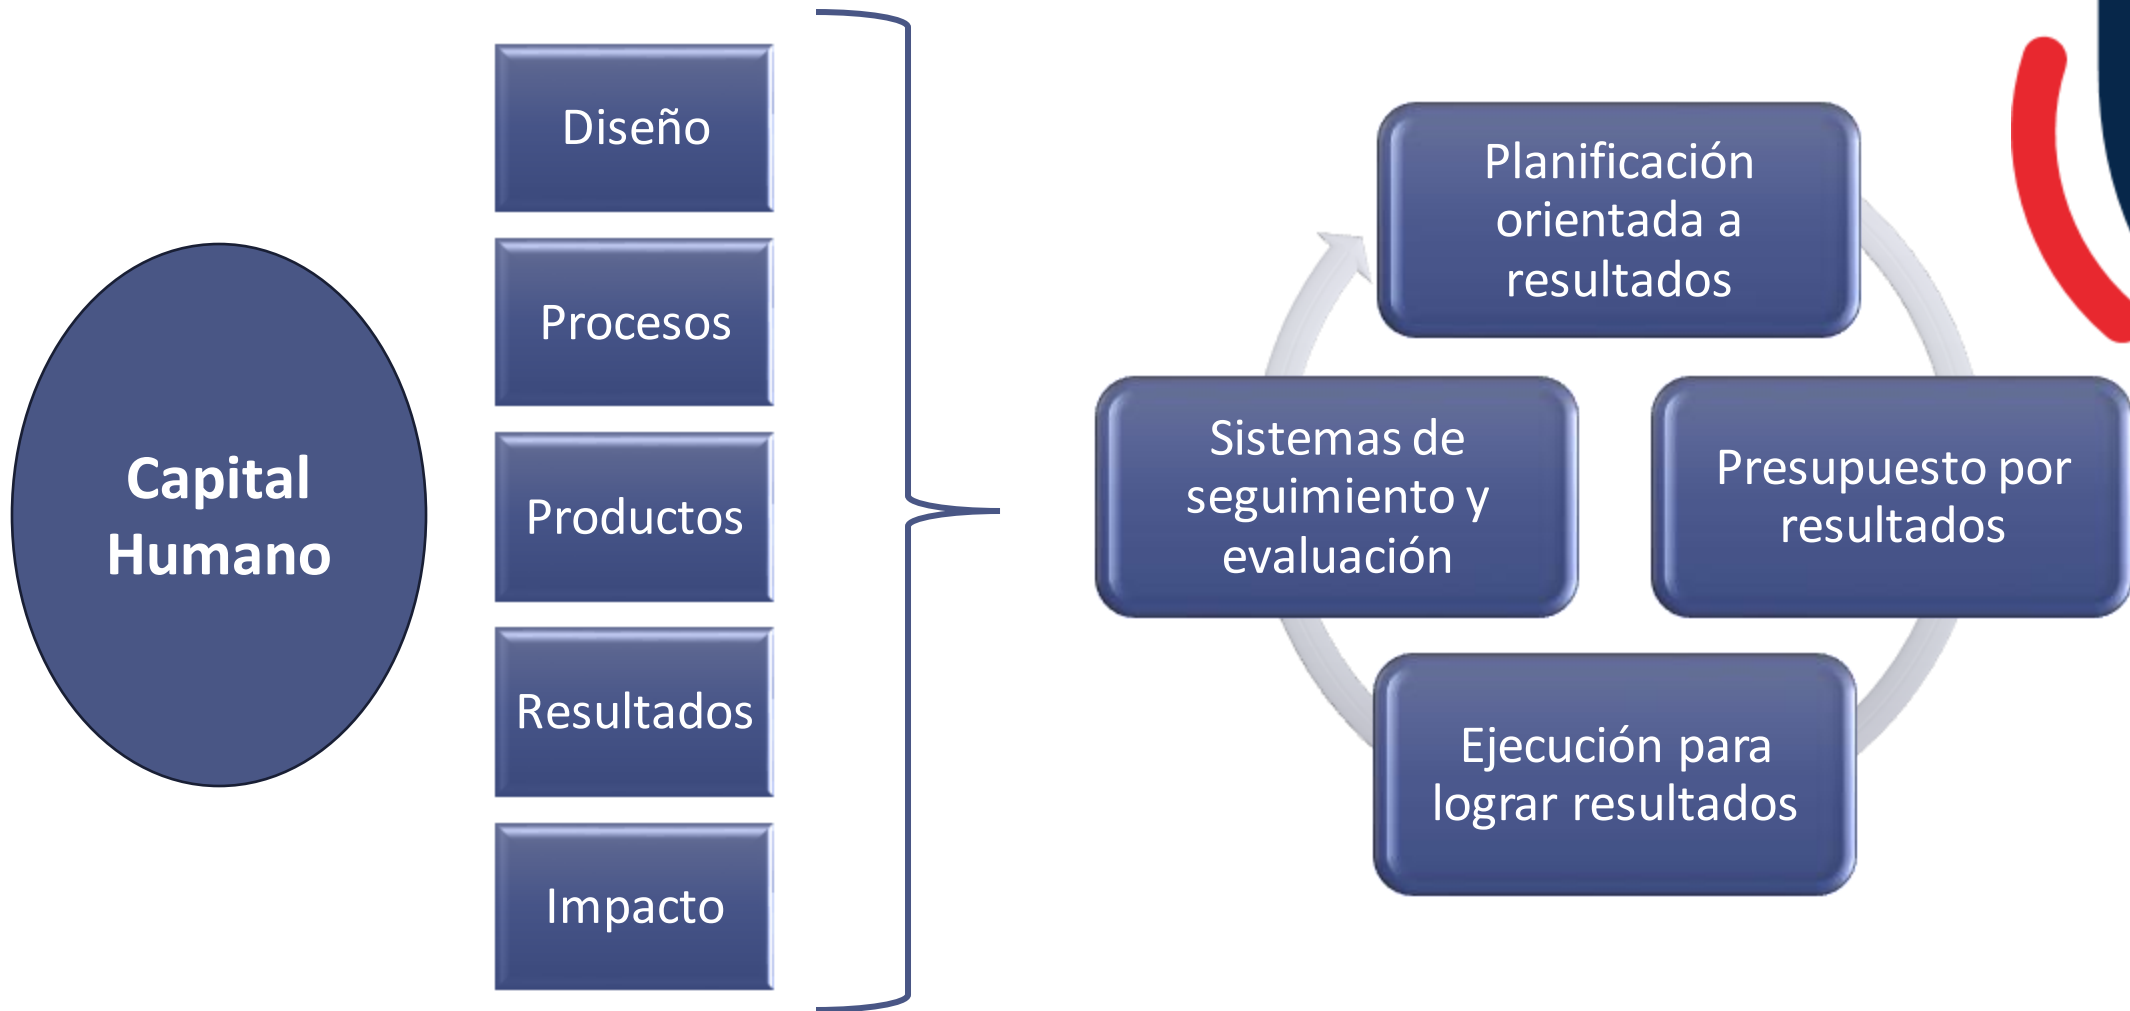 Capital
Humano
Diseño
Procesos
Productos
Resultados
Impacto
Planificación
orientada a
resultados
Sistemas de
seguimiento y
evaluación
Presupuesto por
resultados
Ejecución para
lograr resultados